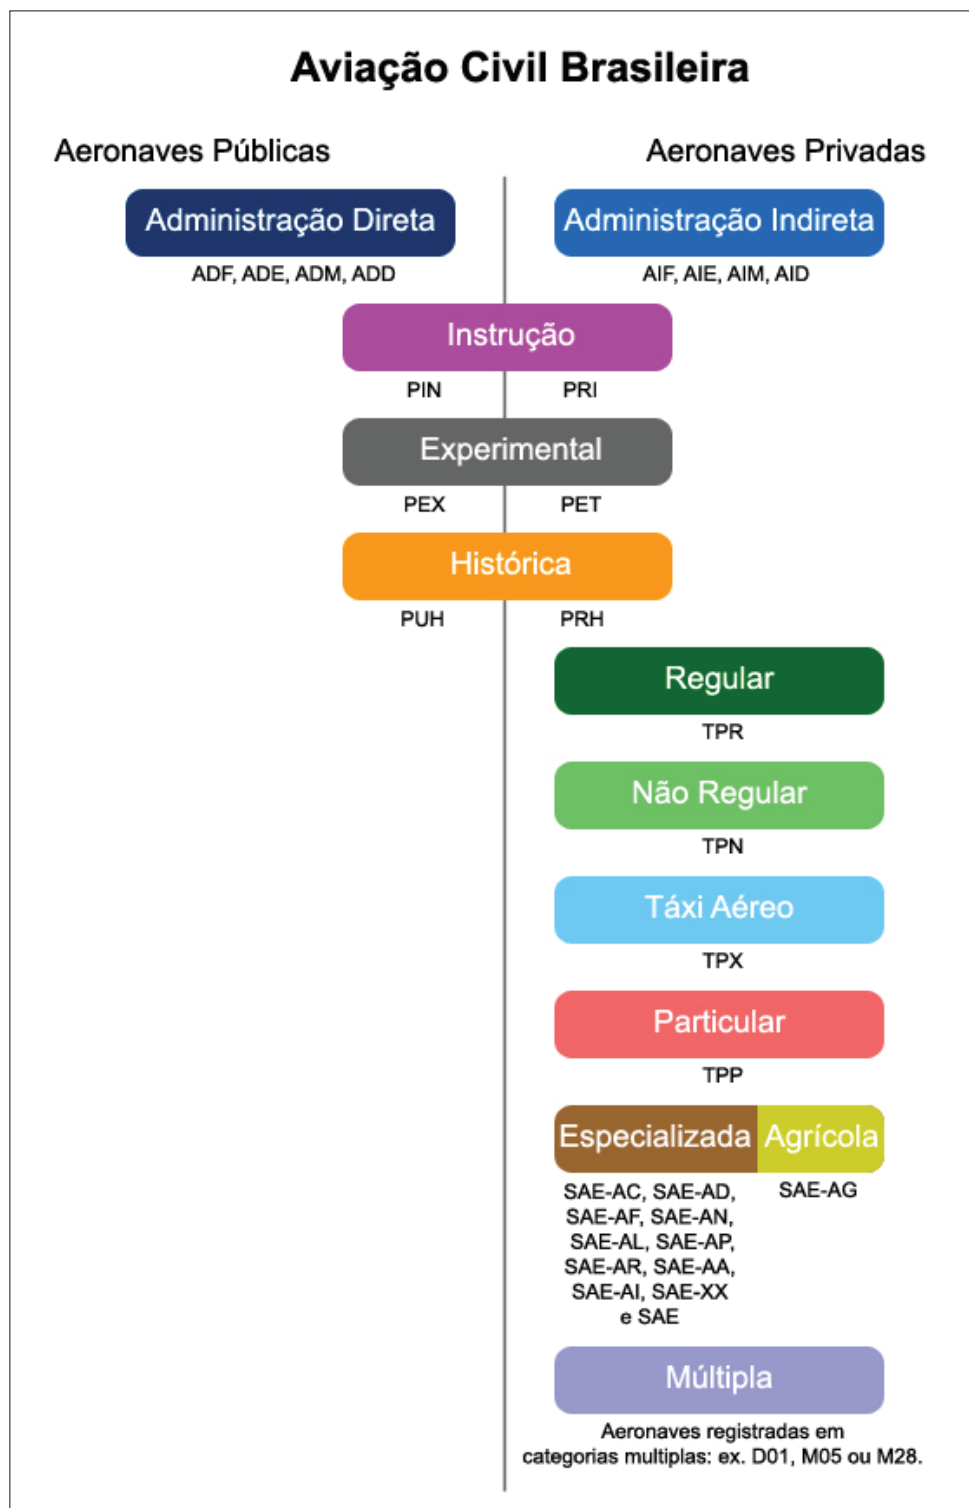 Aviação Civil Brasileira
Aeronaves Públicas
Aeronaves Privadas
Administração Direta
Administração Indireta
ADF, ADE, ADM, ADD
AIF, AIE, AIM, AID
Instrução
PIN
PRI
Experimental
PEX
PET
Histórica
PUH
PRH
Regular
TPR
Não Regular
TPN
Táxi Aéreo
TPX
Particular
TPP
Especializada
Agrícola
SAE-AC, SAE-AD,
SAE-AF, SAE-AN,
SAE-AL, SAE-AP,
SAE-AR, SAE-AA,
SAE-AI, SAE-XX
e SAE
SAE-AG
Múltipla
Aeronaves registradas em
categorias multiplas: ex. D01, M05 ou M28.